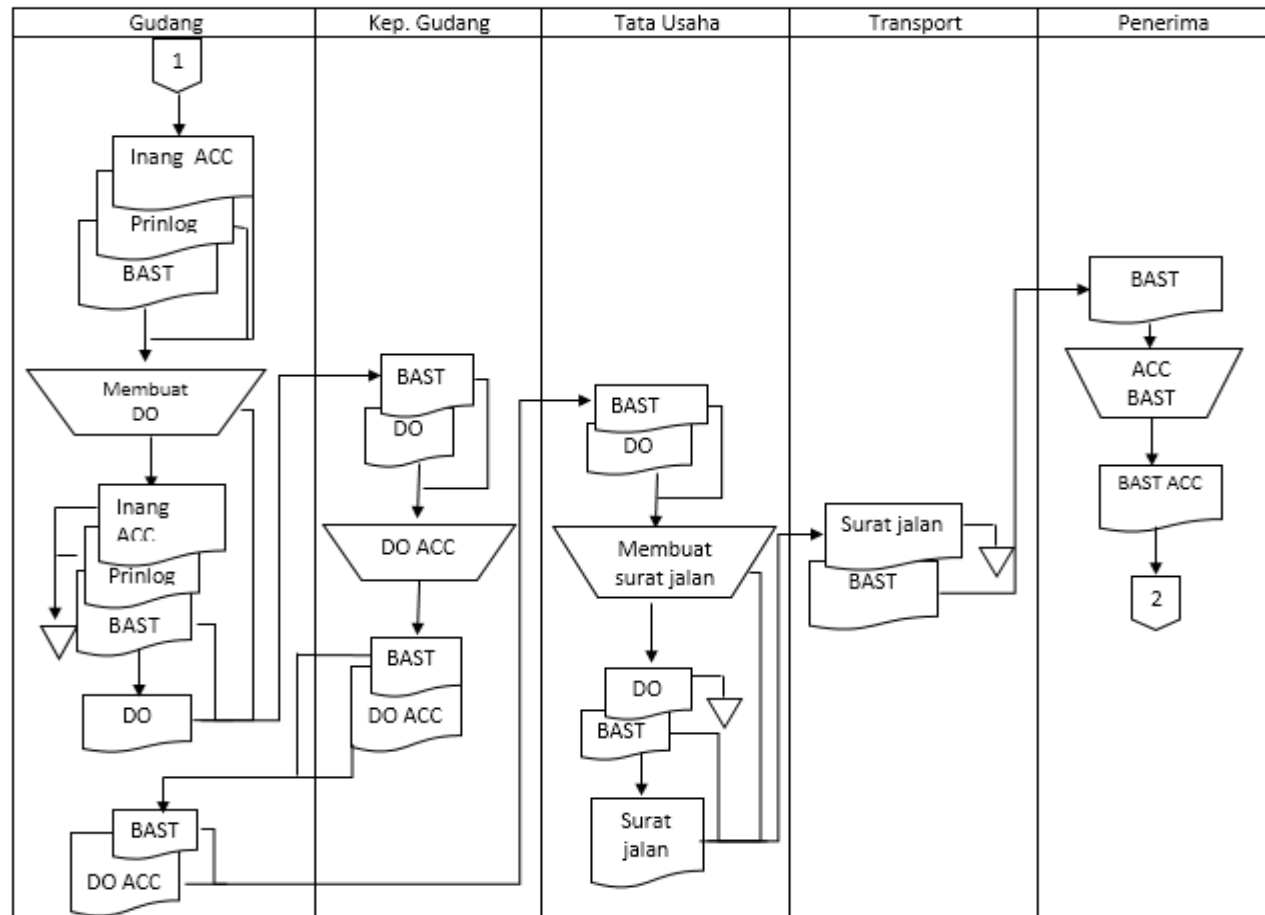 Gudang
Kep. Gudang
Tata Usaha
Transport
Penerima
1
Inang ACC
Prinlog
BAST
Membuat
DO
Inang
ACC
Prinlog
BAST
DO
BAST
DO ACC
BAST
DO
DO ACC
BAST
DO ACC
BAST
DO
Membuat
surat jalan
DO
BAST
Surat
jalan
Surat jalan
BAST
BAST
ACC
BAST
BAST ACC
2